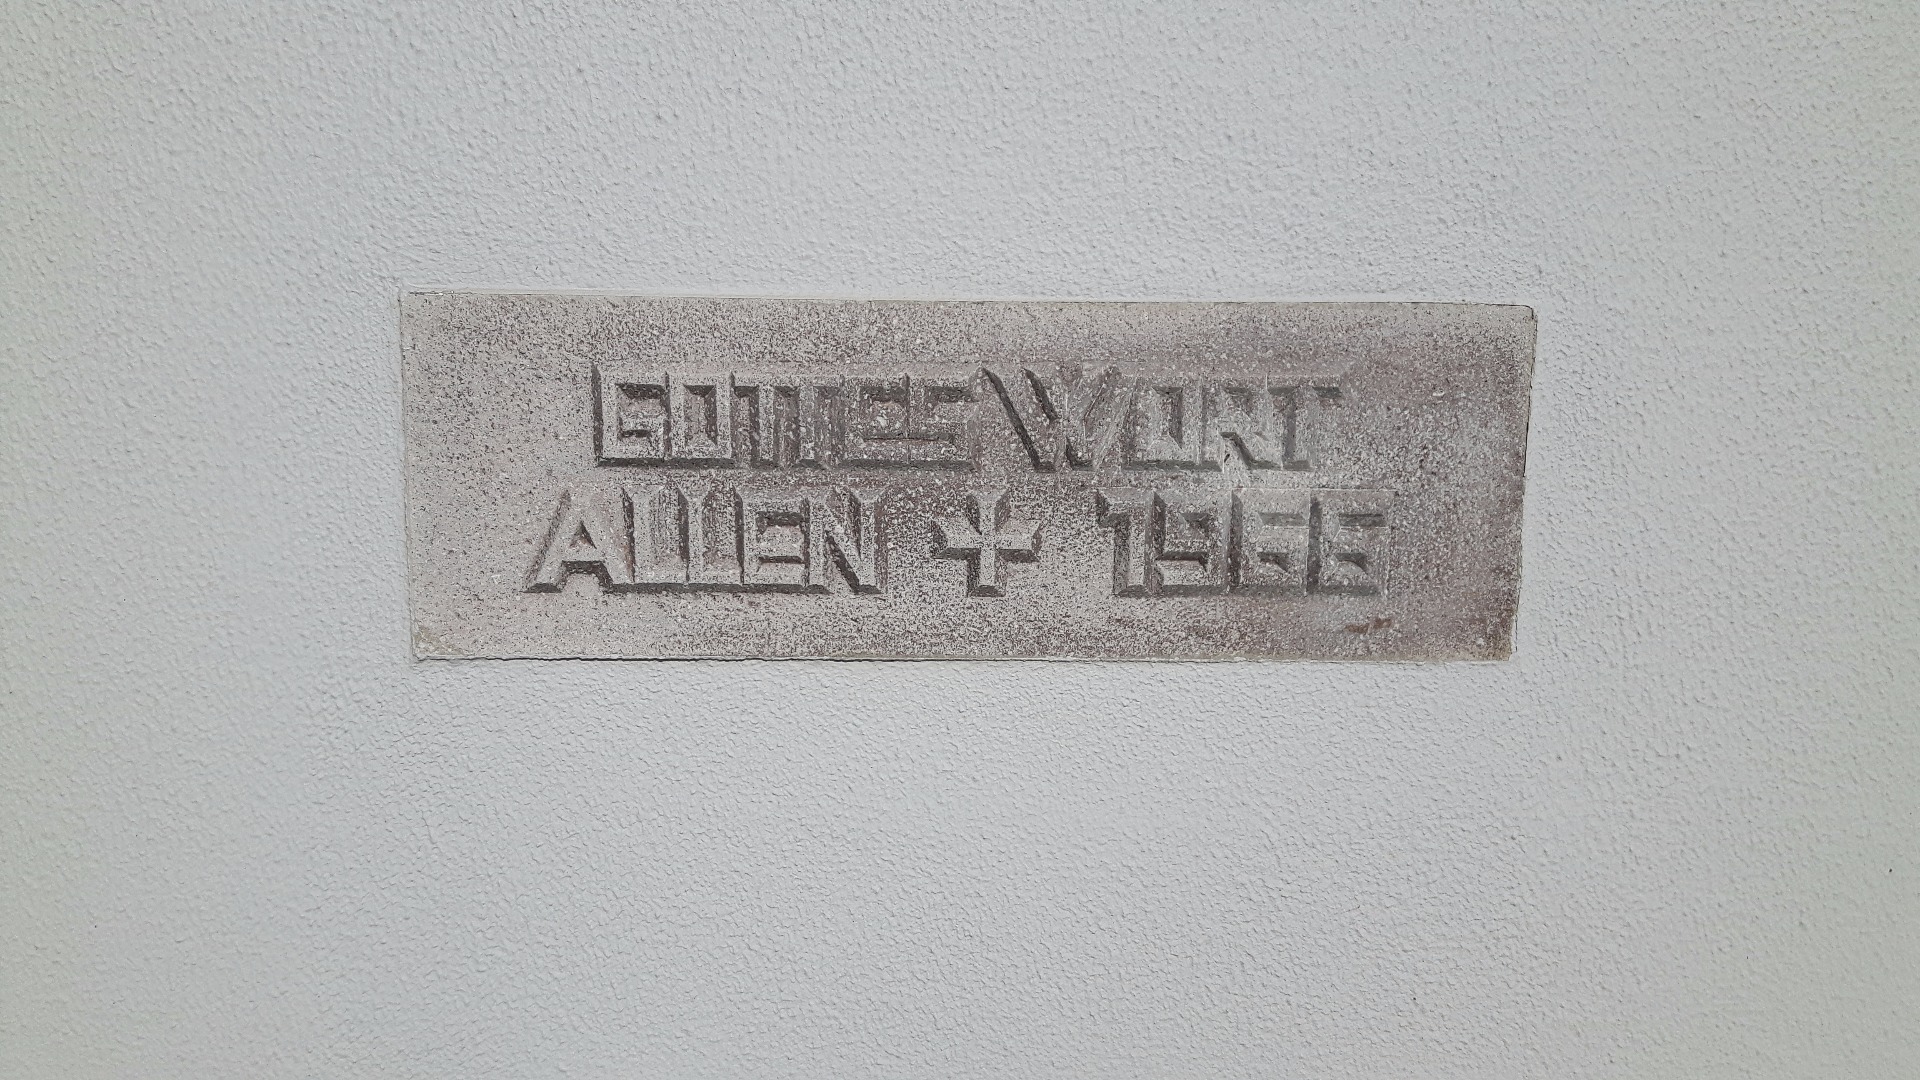 GOTTES WORT
ALLEN ✝ 1966